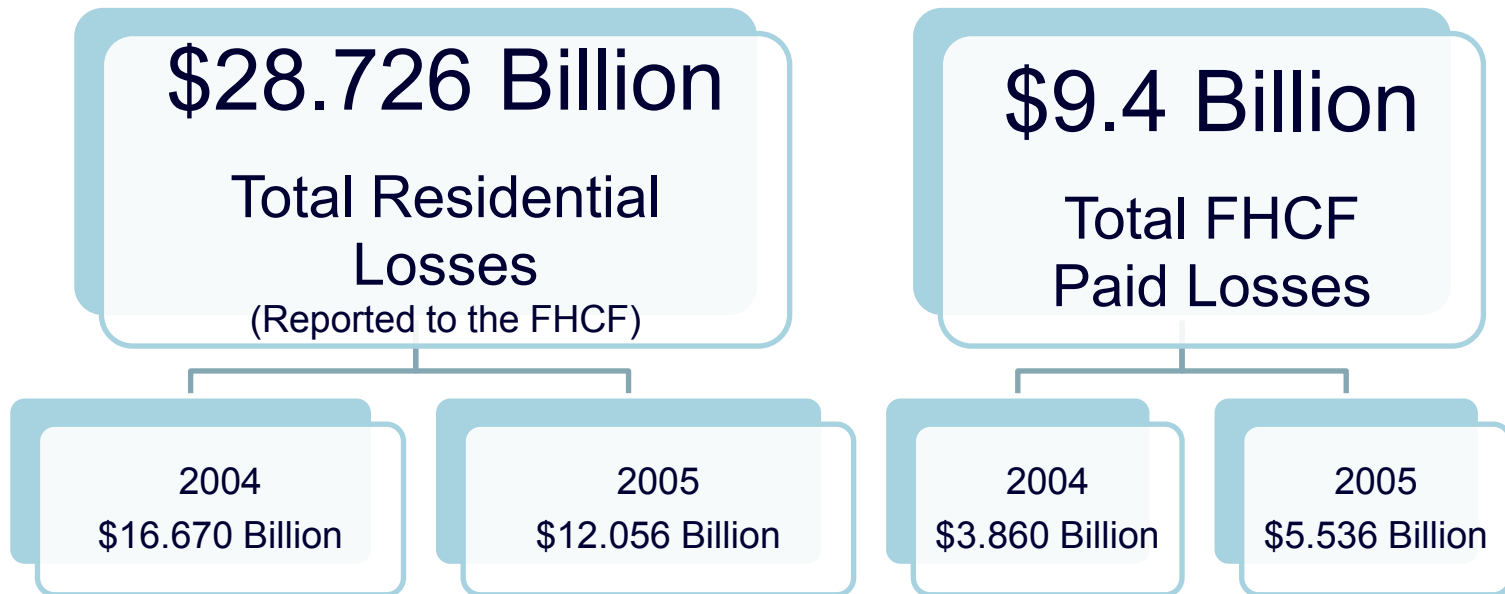 $28.726 Billion
Total Residential
Losses
(Reported to the FHCF)
2004
$16.670 Billion
2005
$12.056 Billion
$9.4 Billion
Total FHCF
Paid Losses
2004
$3.860 Billion
2005
$5.536 Billion